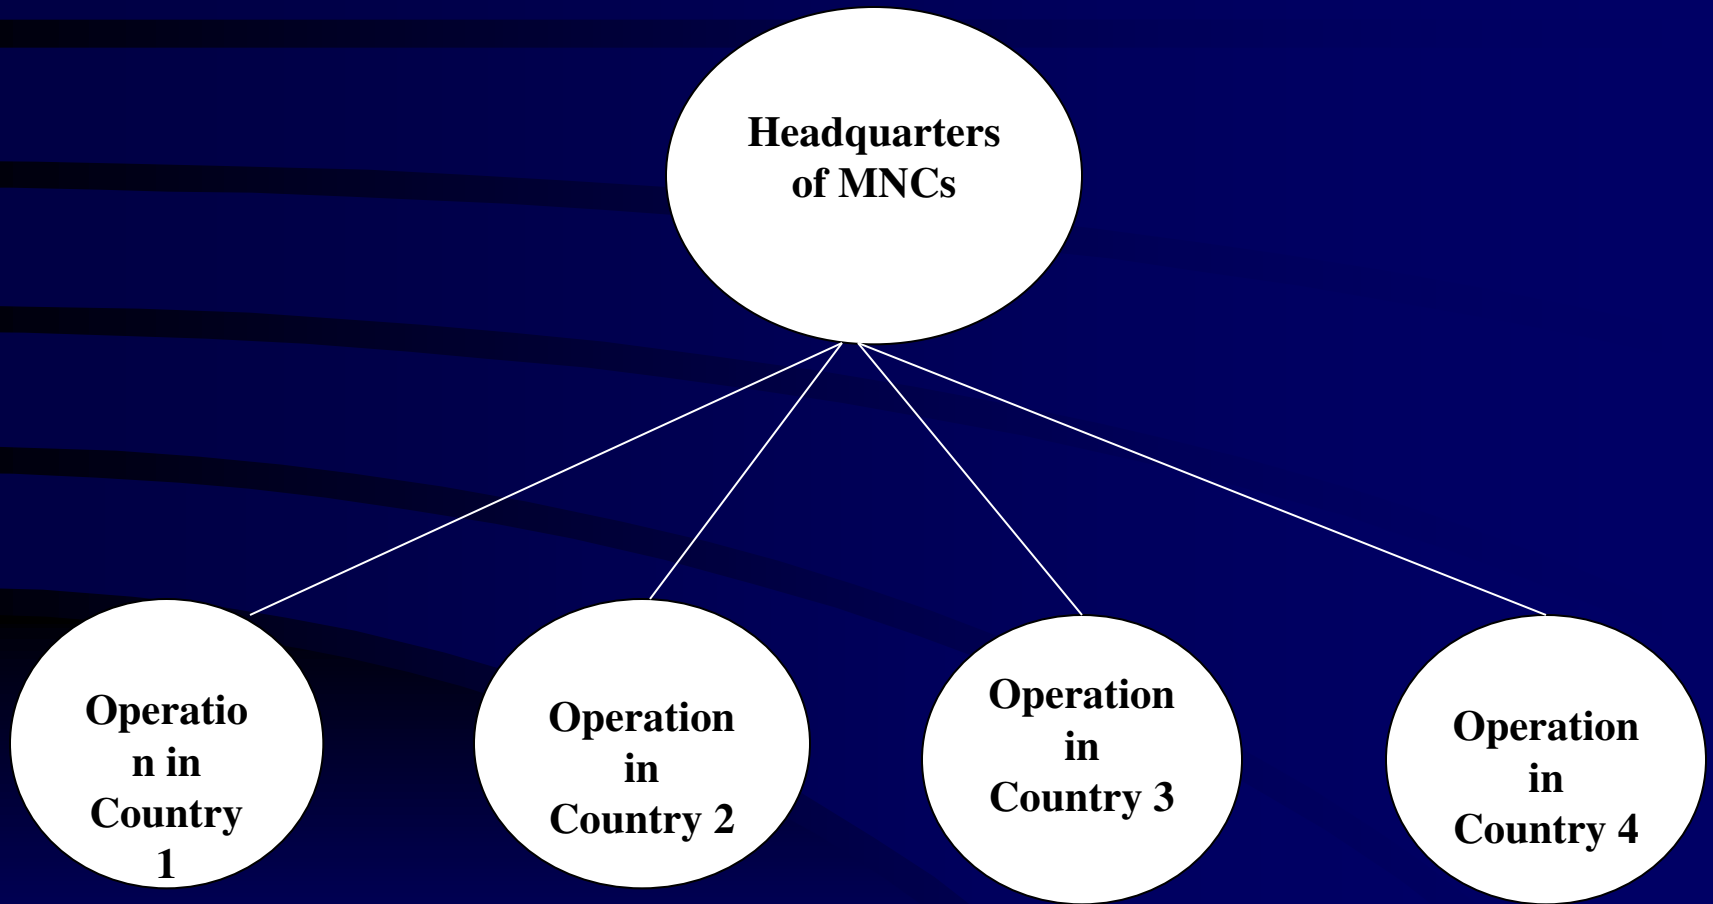 Headquarters
of MNCs
Operatio
n in
Country
1
Operation
in
Country 2
Operation
in
Country 3
Operation
in
Country 4